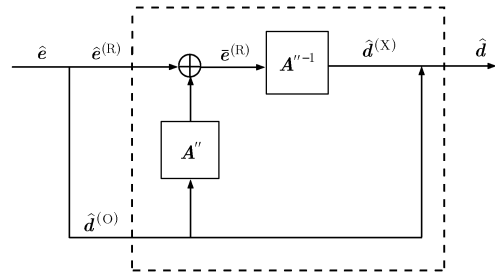 ê
ê^(R)
ē^(R)
A''^-1
d̂^(X)
d̂
A''
d̂^(O)